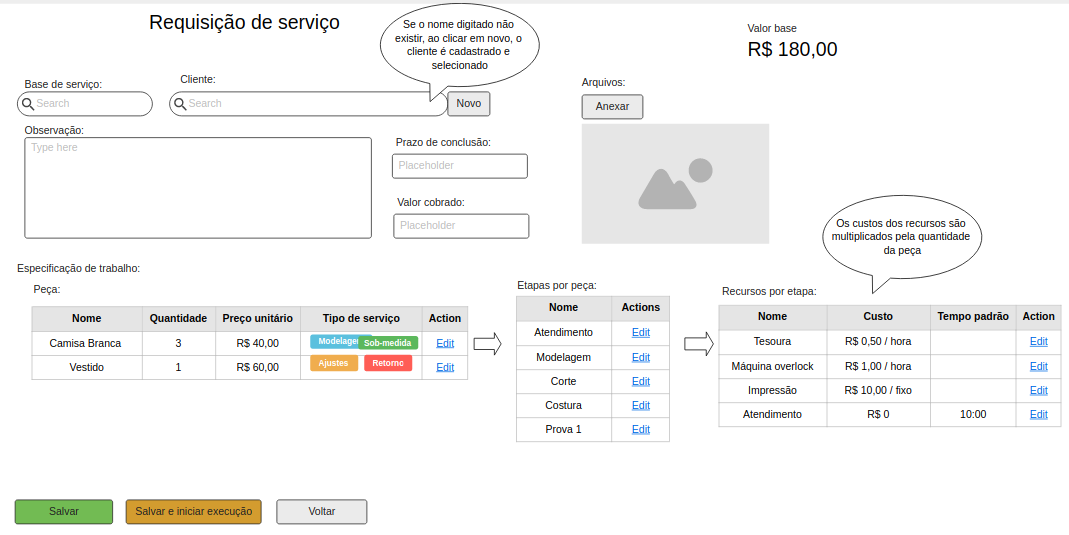 Requisição de serviço
Se o nome digitado não
existir, ao clicar em novo, o
cliente é cadastrado e
selecionado
Valor base
R$ 180,00
Base de serviço:
Search
Cliente:
Search
Novo
Arquivos:
Anexar
Observação:
Type here
Prazo de conclusão:
Placeholder
Valor cobrado:
Placeholder
Os custos dos recursos são
multiplicados pela quantidade
da peça
Especificação de trabalho:
Peça:
Nome Quantidade Preço unitário Tipo de serviço Action
Camisa Branca 3 R$ 40,00 Modelagem Sob-medida Edit
Vestido 1 R$ 60,00 Ajustes Retorno Edit
Etapas por peça:
Nome Actions
Atendimento Edit
Modelagem Edit
Corte Edit
Costura Edit
Prova 1 Edit
Recursos por etapa:
Nome Custo Tempo padrão Action
Tesoura R$ 0,50 / hora Edit
Máquina overlock R$ 1,00 / hora Edit
Impressão R$ 10,00 / fixo Edit
Atendimento R$ 0 10:00 Edit
Salvar
Salvar e iniciar execução
Voltar